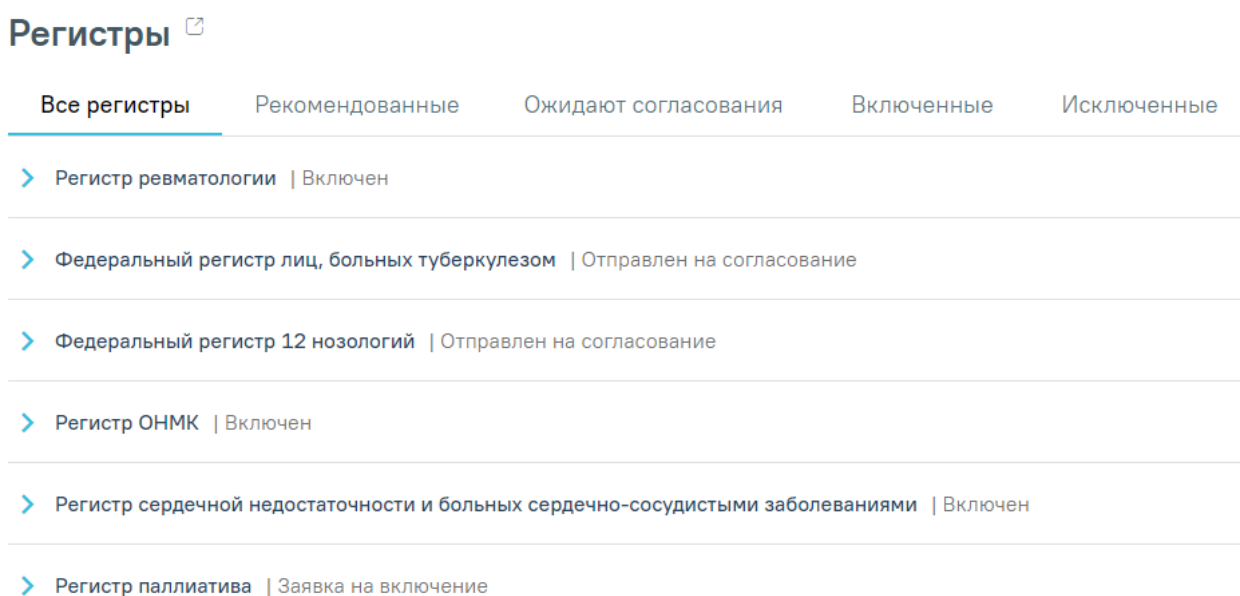 Регистры
Все регистры Рекомендованные Ожидают согласования Включенные Исключенные
Регистр ревматологии | Включен
Федеральный регистр лиц, больных туберкулезом | Отправлен на согласование
Федеральный регистр 12 нозологий | Отправлен на согласование
Регистр ОНМК | Включен
Регистр сердечной недостаточности и больных сердечно-сосудистыми заболеваниями | Включен
Регистр паллиатива | Заявка на включение